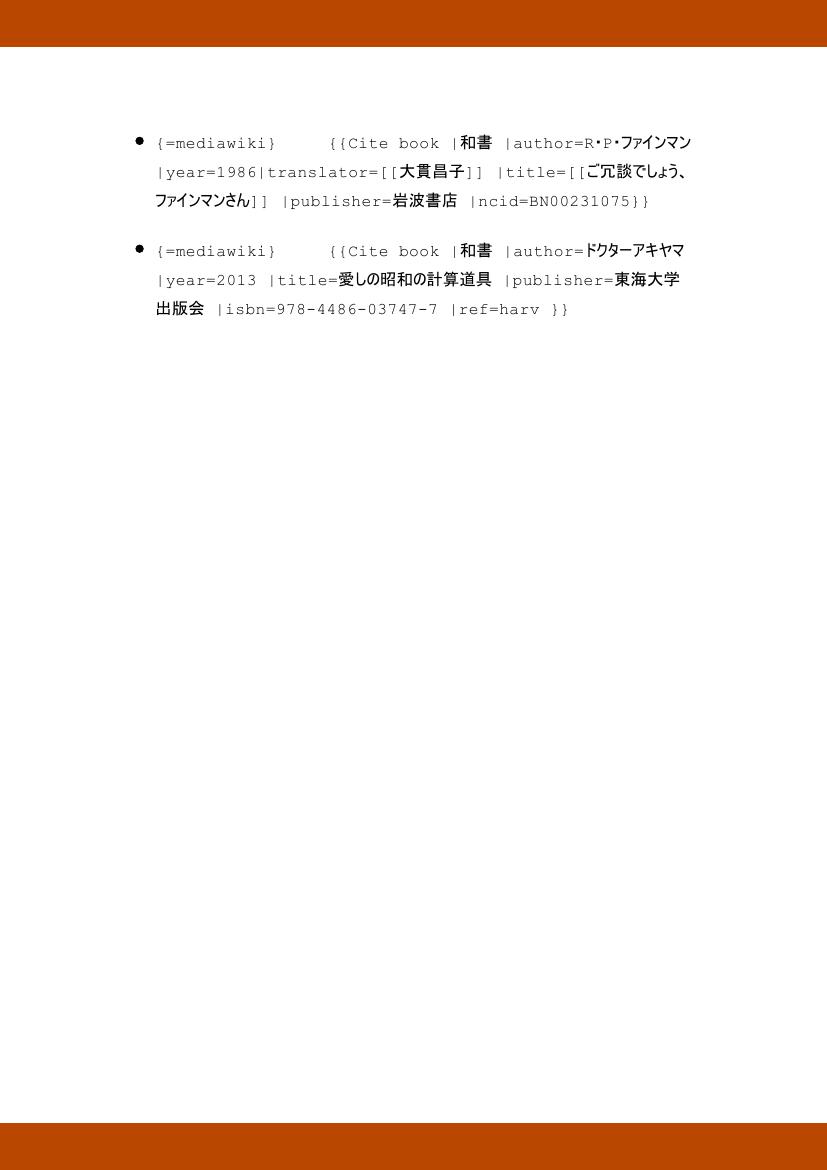 ● {=mediawiki} {{Cite book |和書 |author=R・P・ファインマン
|year=1986|translator=[[大貫昌子]] |title=[[ご冗談でしょう、
ファインマンさん]] |publisher=岩波書店 |ncid=BN00231075}}
● {=mediawiki} {{Cite book |和書 |author=ドクターアキヤマ
|year=2013 |title=愛しの昭和の計算道具 |publisher=東海大学
出版会 |isbn=978-4486-03747-7 |ref=harv }}